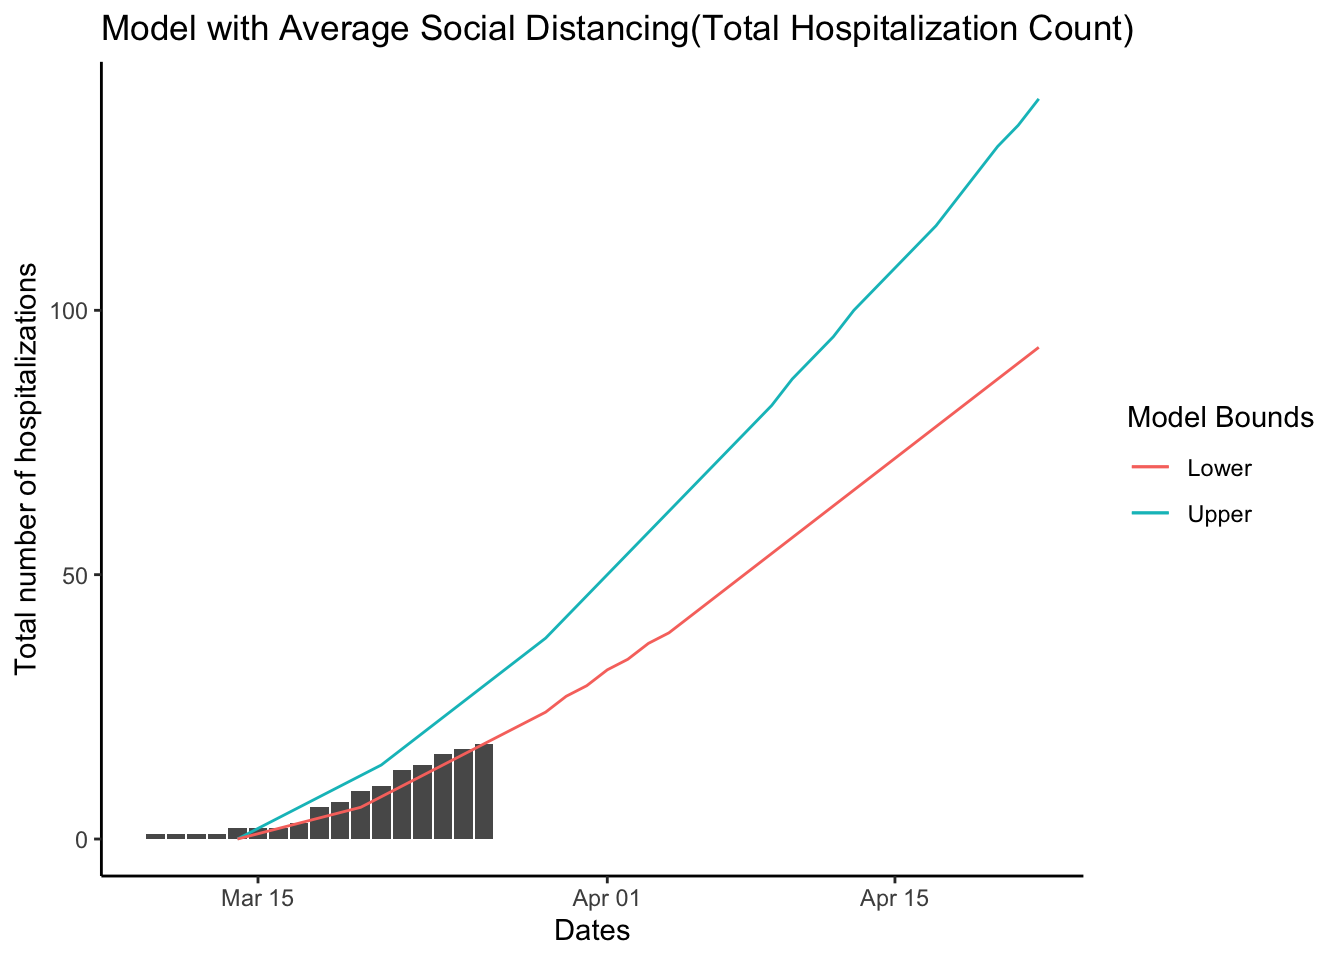 Model with Average Social Distancing(Total Hospitalization Count)
Total number of hospitalizations
100
50
0
Mar 15
Apr 01
Apr 15
Dates
Model Bounds
Lower
Upper